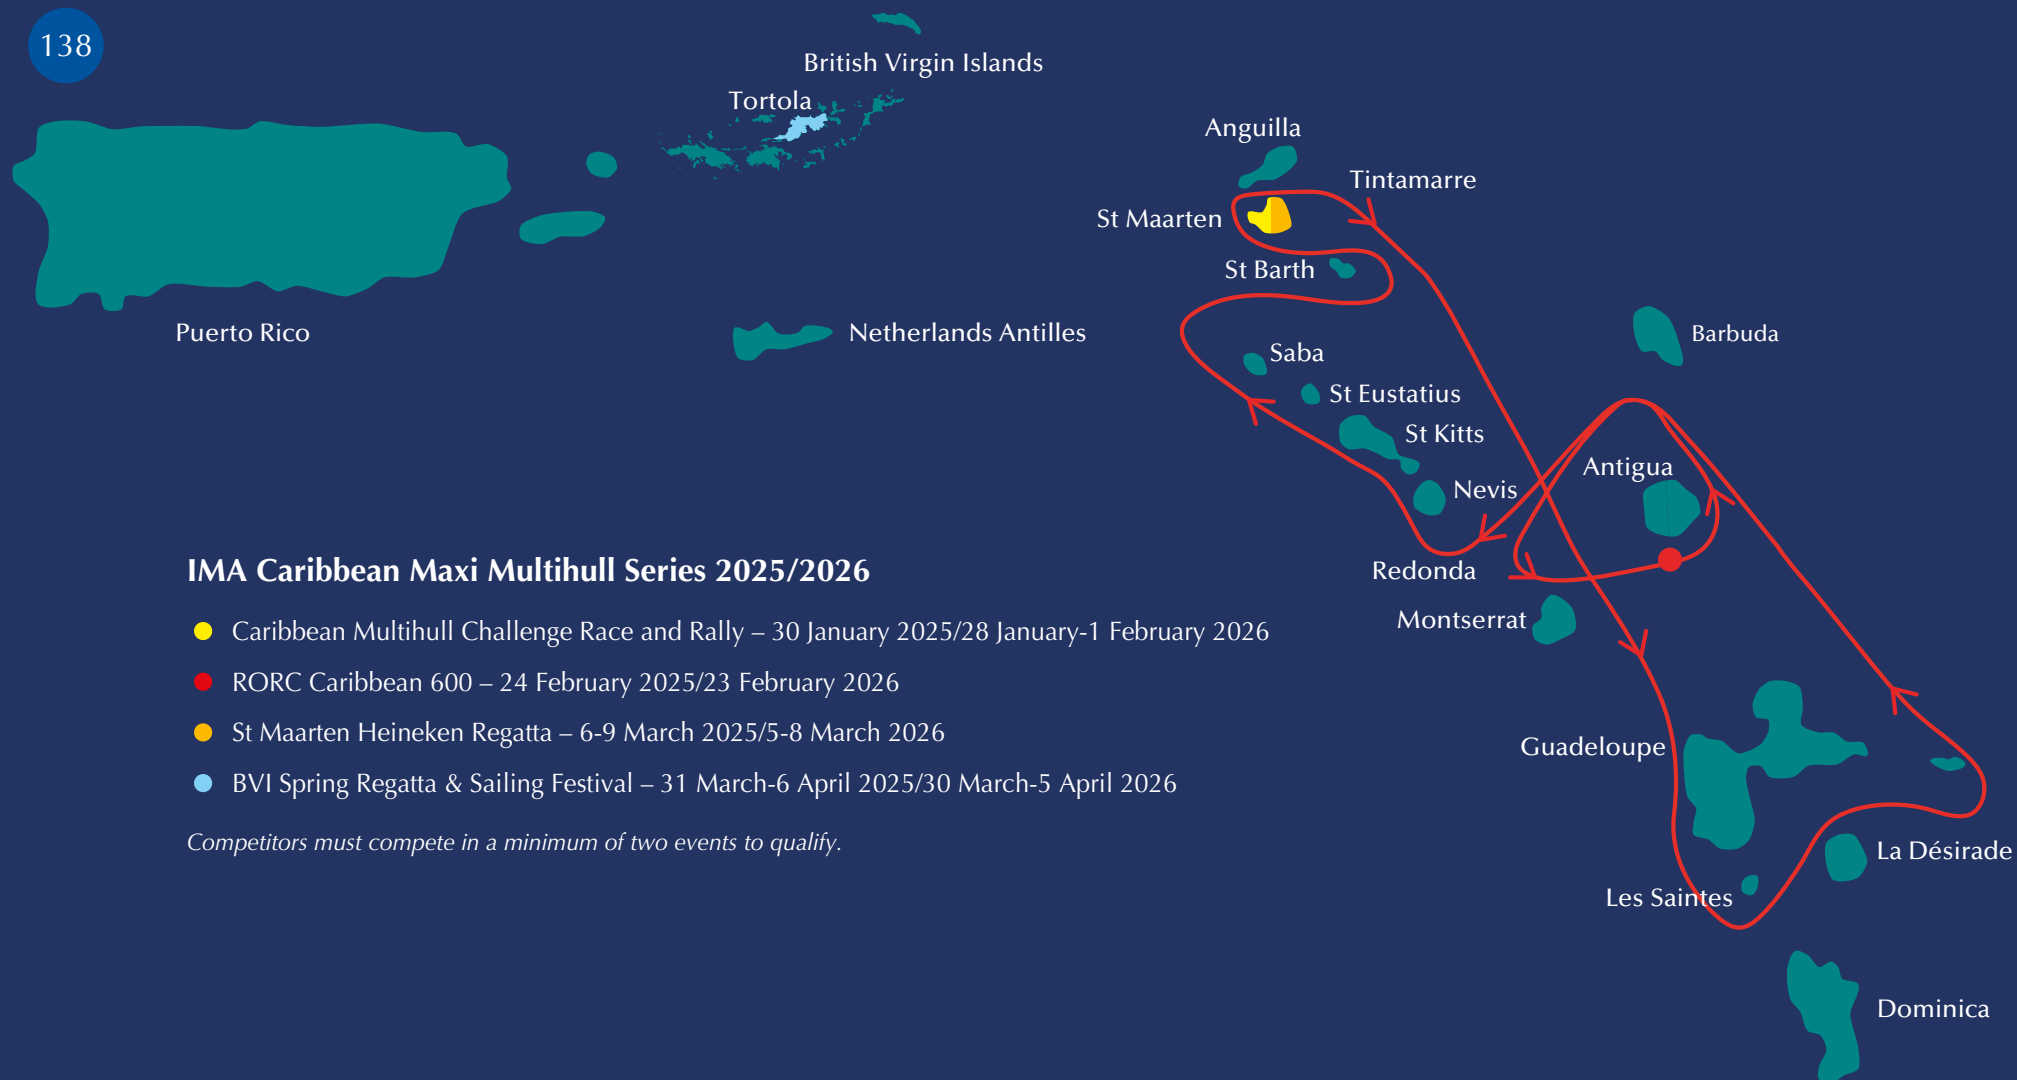 138
British Virgin Islands
Tortola
Anguilla
Tintamarre
St Maarten
St Barth
Puerto Rico
Netherlands Antilles
Barbuda
Saba
St Eustatius
St Kitts
Antigua
Nevis
IMA Caribbean Maxi Multihull Series 2025/2026
Redonda
Montserrat
Caribbean Multihull Challenge Race and Rally – 30 January 2025/28 January-1 February 2026
RORC Caribbean 600 – 24 February 2025/23 February 2026
St Maarten Heineken Regatta – 6-9 March 2025/5-8 March 2026
Guadeloupe
BVI Spring Regatta & Sailing Festival – 31 March-6 April 2025/30 March-5 April 2026
Competitors must compete in a minimum of two events to qualify.
La Désirade
Les Saintes
Dominica